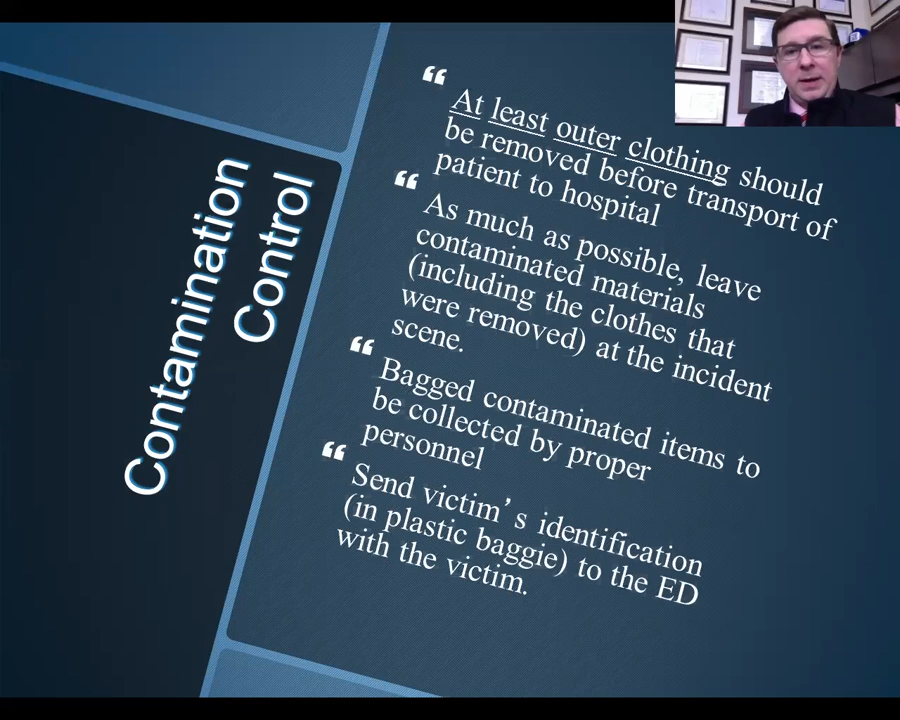 Contamination
Control
“ At least outer clothing should
be removed before transport of
patient to hospital
“ As much as possible, leave
contaminated materials
(including the clothes that
were removed) at the incident
scene.
“ Bagged contaminated items to
be collected by proper
personnel
“ Send victim’s identification
(in plastic baggie) to the ED
with the victim.